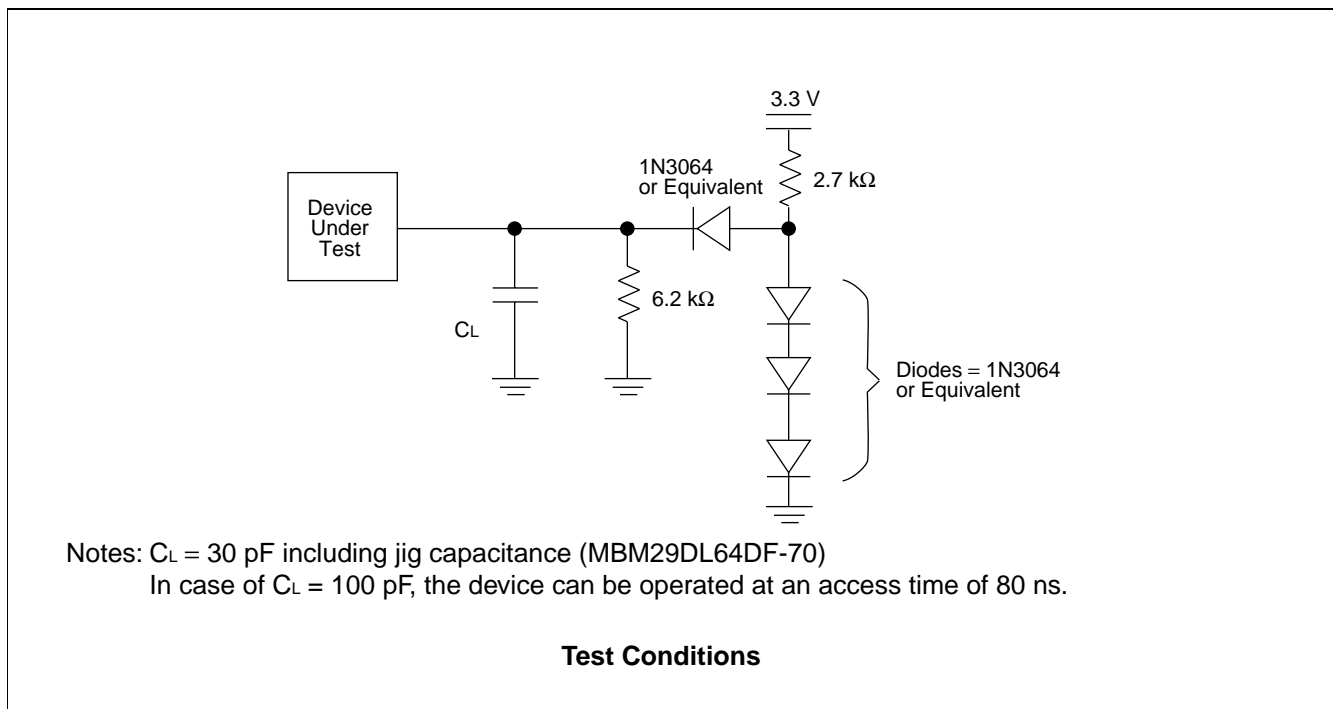 3.3 V
1N3064
or Equivalent
2.7 kΩ
Device
Under
Test
6.2 kΩ
CL
Diodes = 1N3064
or Equivalent
Notes: CL = 30 pF including jig capacitance (MBM29DL64DF-70)
In case of CL = 100 pF, the device can be operated at an access time of 80 ns.
Test Conditions